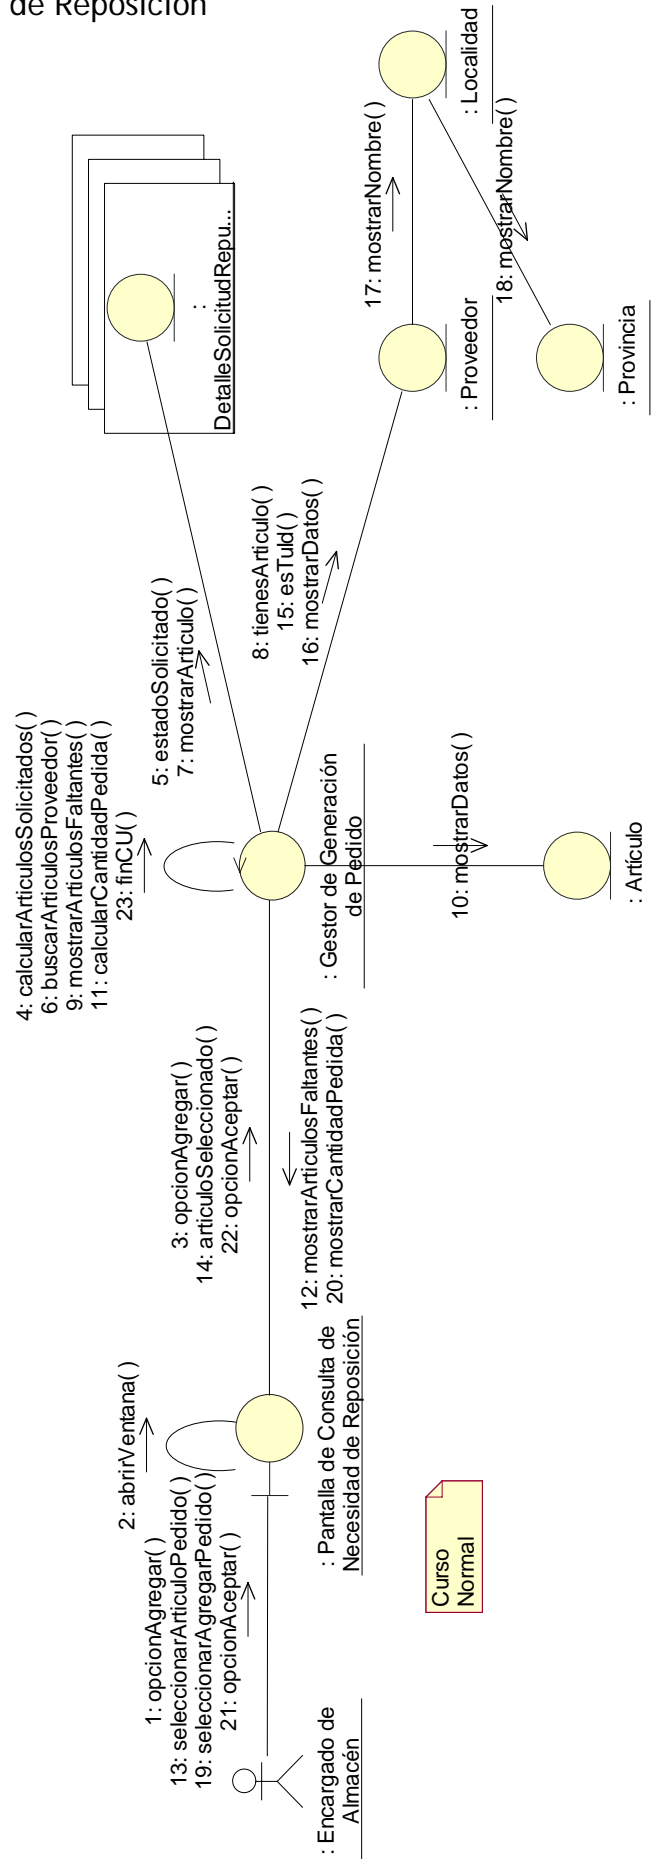 de Reposición
: Encargado de
Almacén
1: opcionAgregar( )
13: seleccionarArticuloPedido( )
19: seleccionarAgregarPedido( )
21: opcionAceptar( )
2: abrirVentana( )
: Pantalla de Consulta de
Necesidad de Reposición
Curso
Normal
3: opcionAgregar( )
14: articuloSeleccionado( )
22: opcionAceptar( )
12: mostrarArticulosFaltantes( )
20: mostrarCantidadPedida( )
4: calcularArticulosSolicitados( )
6: buscarArticulosProveedor( )
9: mostrarArticulosFaltantes( )
11: calcularCantidadPedida( )
23: finCU( )
: Gestor de Generación
de Pedido
10: mostrarDatos( )
: Artículo
5: estadoSolicitado( )
7: mostrarArticulo( )
:
DetalleSolicitudRepu...
8: tienesArticulo( )
15: esTuId( )
16: mostrarDatos( )
: Proveedor
17: mostrarNombre( )
: Localidad
18: mostrarNombre( )
: Provincia